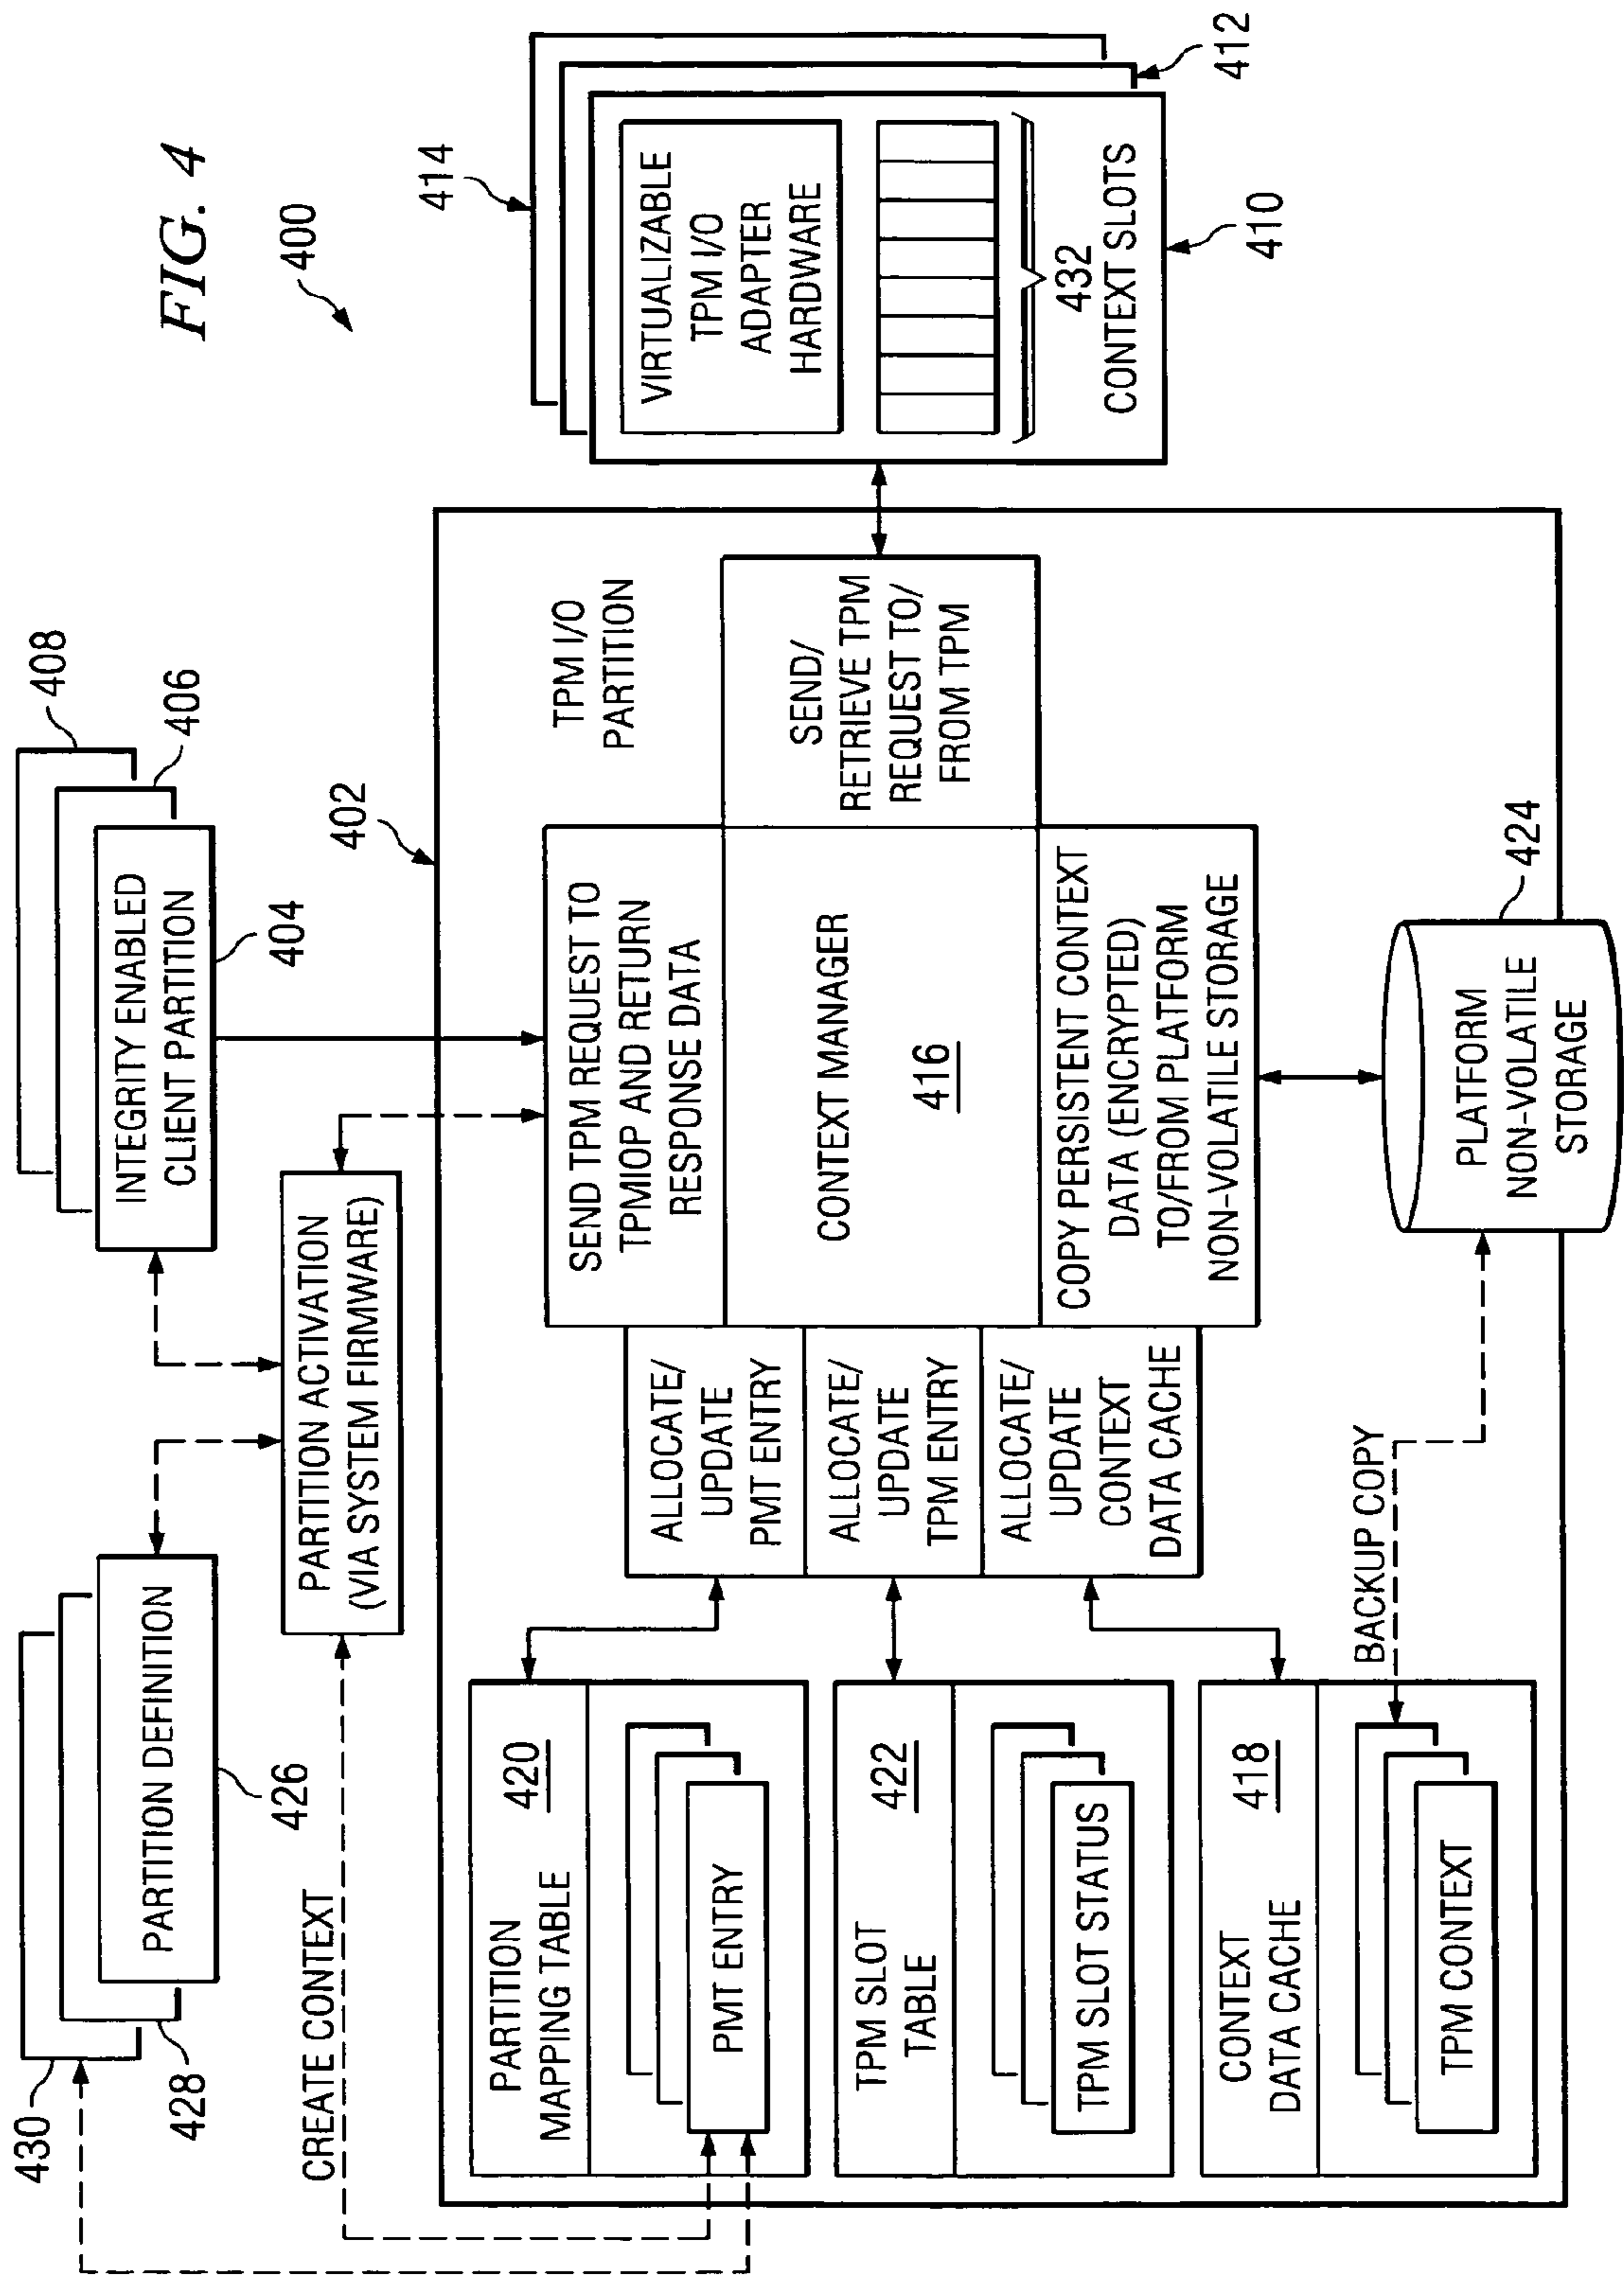 FIG. 4
400
408
406
INTEGRITY ENABLED
CLIENT PARTITION
404
430
428
PARTITION DEFINITION
426
PARTITION ACTIVATION
(VIA SYSTEM FIRMWARE)
CREATE CONTEXT
402
TPM I/O
PARTITION
SEND TPM REQUEST TO
TPMIOP AND RETURN
RESPONSE DATA
CONTEXT MANAGER
416
SEND/
RETRIEVE TPM
REQUEST TO/
FROM TPM
COPY PERSISTENT CONTEXT
DATA (ENCRYPTED)
TO/FROM PLATFORM
NON-VOLATILE STORAGE
ALLOCATE/
UPDATE
PMT ENTRY
ALLOCATE/
UPDATE
TPM ENTRY
ALLOCATE/
UPDATE
CONTEXT
DATA CACHE
PARTITION
MAPPING TABLE
420
PMT ENTRY
TPM SLOT
TABLE
422
TPM SLOT STATUS
CONTEXT
DATA CACHE
418
TPM CONTEXT
BACKUP COPY
PLATFORM
NON-VOLATILE
STORAGE
424
414
412
VIRTUALIZABLE
TPM I/O
ADAPTER
HARDWARE
432
CONTEXT SLOTS
410